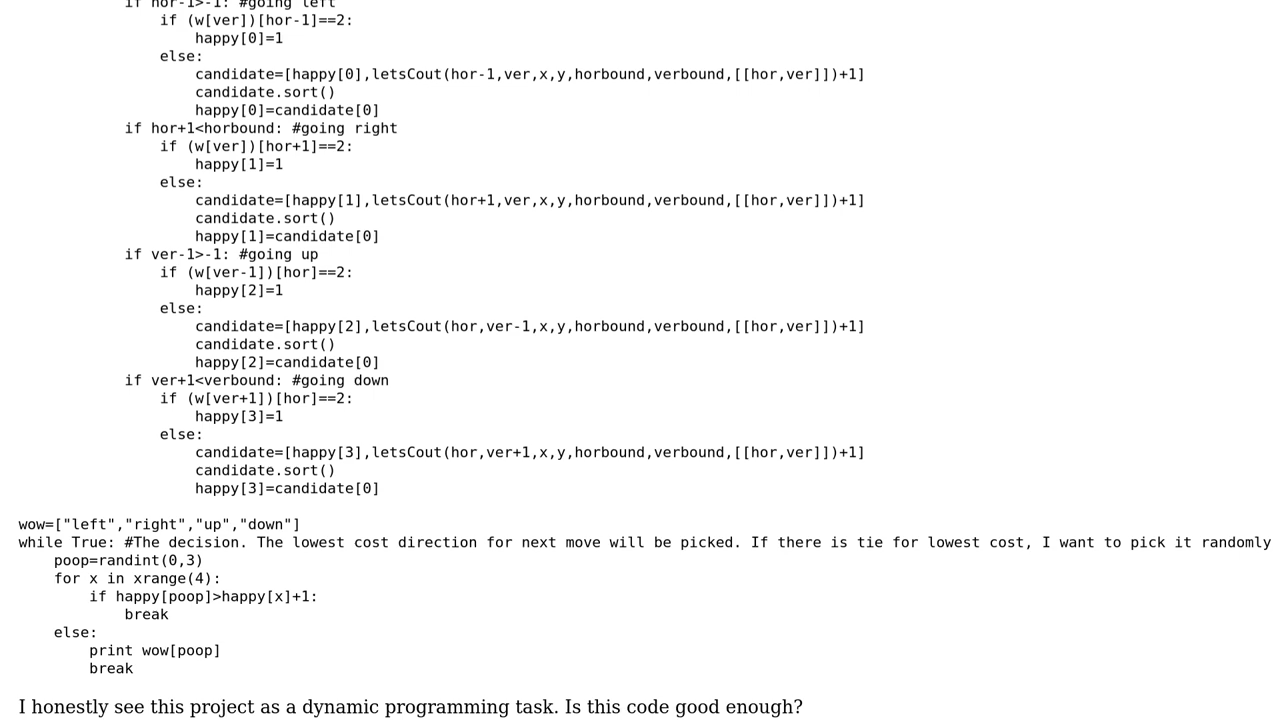 if hor-1>-1: #going left
if (w[ver])[hor-1]==2:
happy[0]=1
else:
candidate=[happy[0],letsCout(hor-1,ver,x,y,horbound,verbound,[[hor,ver]])+1]
candidate.sort()
happy[0]=candidate[0]
if hor+1<horbound: #going right
if (w[ver])[hor+1]==2:
happy[1]=1
else:
candidate=[happy[1],letsCout(hor+1,ver,x,y,horbound,verbound,[[hor,ver]])+1]
candidate.sort()
happy[1]=candidate[0]
if ver-1>-1: #going up
if (w[ver-1])[hor]==2:
happy[2]=1
else:
candidate=[happy[2],letsCout(hor,ver-1,x,y,horbound,verbound,[[hor,ver]])+1]
candidate.sort()
happy[2]=candidate[0]
if ver+1<verbound: #going down
if (w[ver+1])[hor]==2:
happy[3]=1
else:
candidate=[happy[3],letsCout(hor,ver+1,x,y,horbound,verbound,[[hor,ver]])+1]
candidate.sort()
happy[3]=candidate[0]
wow=["left","right","up","down"]
while True: #The decision. The lowest cost direction for next move will be picked. If there is tie for lowest cost, I want to pick it randomly
poop=randint(0,3)
for x in xrange(4):
if happy[poop]>happy[x]+1:
break
else:
print wow[poop]
break
I honestly see this project as a dynamic programming task. Is this code good enough?